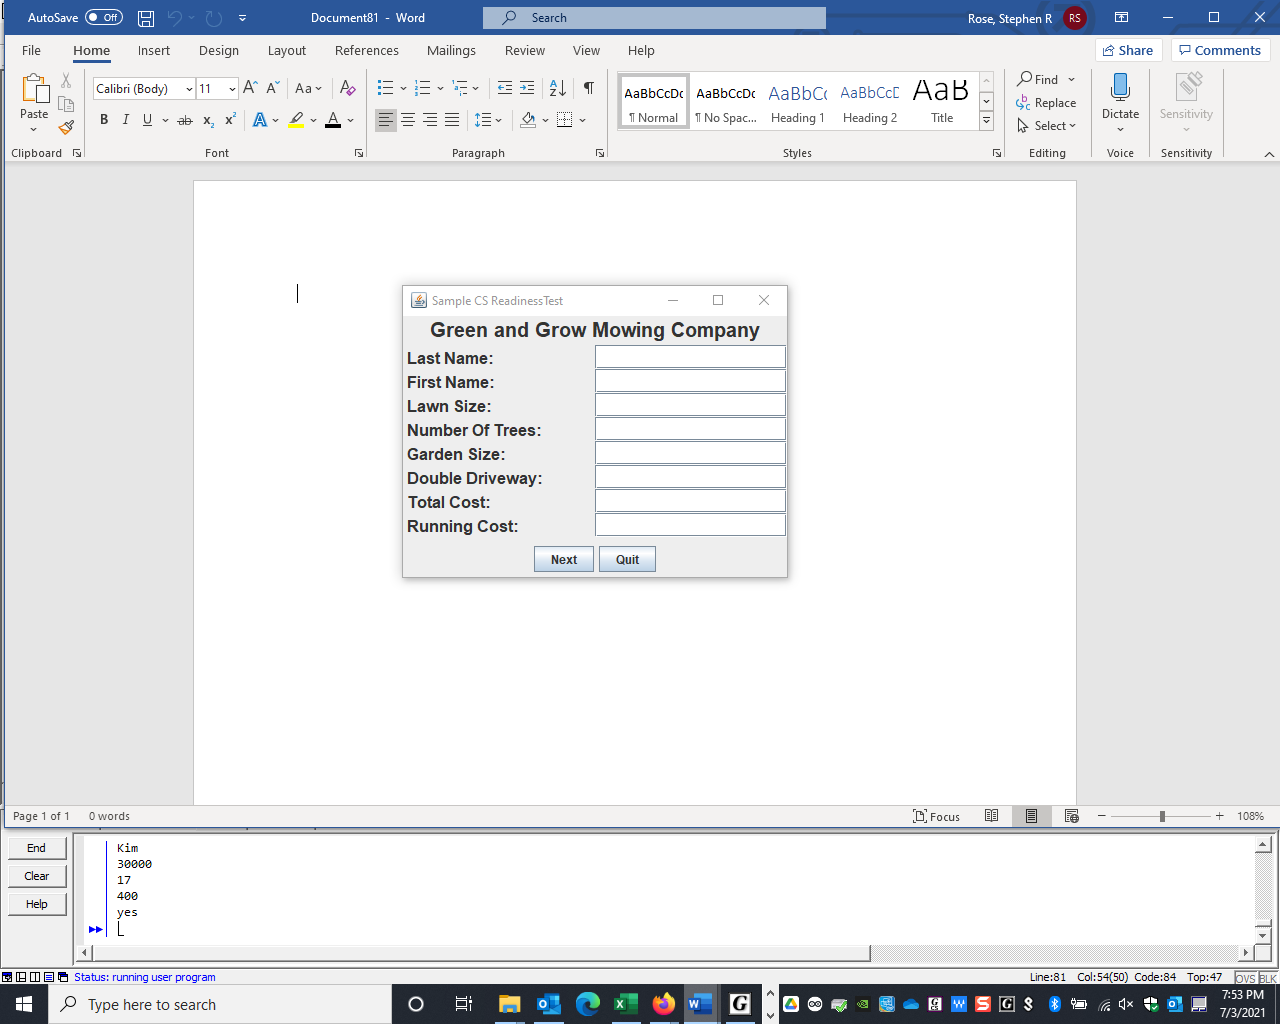 AutoSave Off Document81 - Word Search Rose, Stephen R RS
File Home Insert Design Layout References Mailings Review View Help Share Comments
Paste Calibri (Body) 11 A A Aa A ¶
B I U ab x₂ x² A A
AaBbCcDc AaBbCcDc AaBbCc AaBbCcD AaB
¶ Normal ¶ No Spac... Heading 1 Heading 2 Title
Find
Replace
Select
Dictate
Sensitivity
Clipboard Font Paragraph Styles Editing Voice Sensitivity
Sample CS ReadinessTest
Green and Grow Mowing Company
Last Name:
First Name:
Lawn Size:
Number Of Trees:
Garden Size:
Double Driveway:
Total Cost:
Running Cost:
Next Quit
Page 1 of 1 0 words Focus 108%
End
Clear
Help
Kim
30000
17
400
yes
Status: running user program Line:81 Col:54(50) Code:84 Top:47 OVS BLK
Type here to search
7:53 PM
7/3/2021